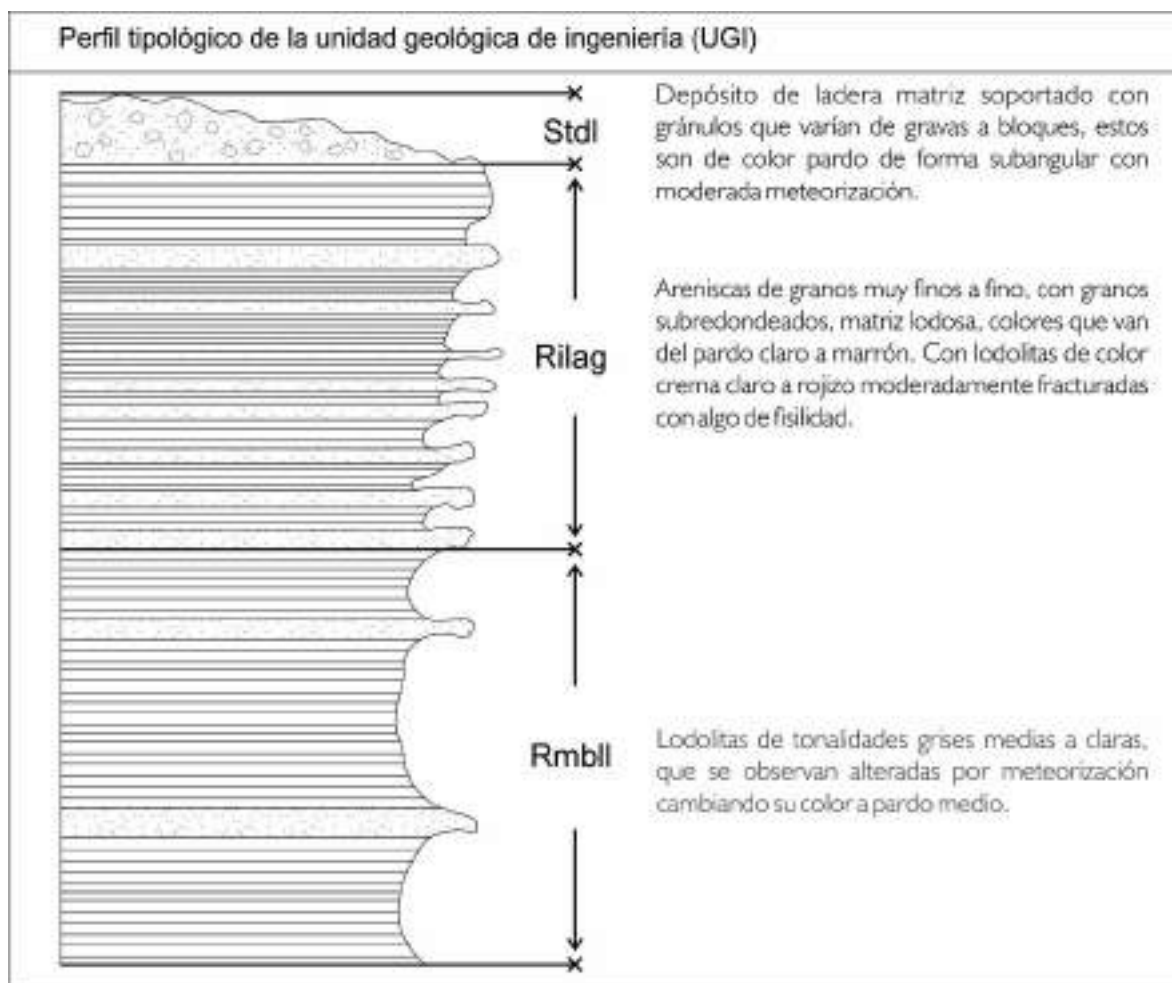 Perfil tipológico de la unidad geológica de ingeniería (UGI)
Stdl
Depósito de ladera matriz soportado con
gránulos que varían de gravas a bloques, estos
son de color pardo de forma subangular con
moderada meteorización.
Rilag
Areniscas de granos muy finos a fino, con granos
subredondeados, matriz lodosa, colores que van
del pardo claro a marrón. Con lodolitas de color
crema claro a rojizo moderadamente fracturadas
con algo de fisilidad.
Rmbll
Lodolitas de tonalidades grises medias a claras,
que se observan alteradas por meteorización
cambiando su color a pardo medio.